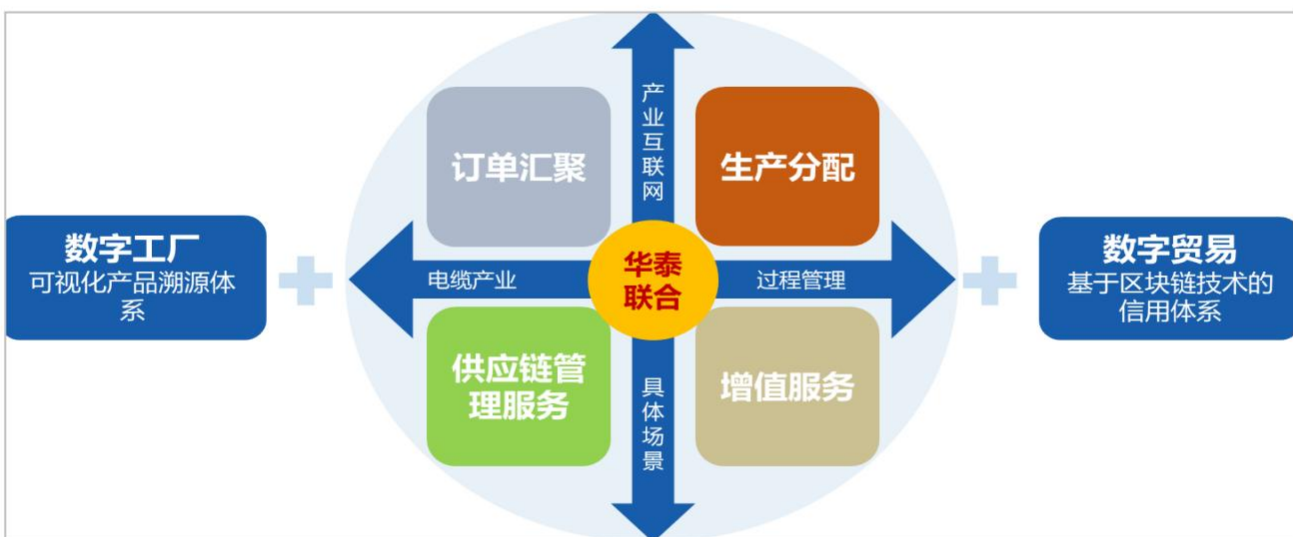 产业互联网
订单汇聚
生产分配
数字工厂
可视化产品溯源体
系
电缆产业
华泰
联合
过程管理
数字贸易
基于区块链技术的
信用体系
供应链管
理服务
具体场景
增值服务